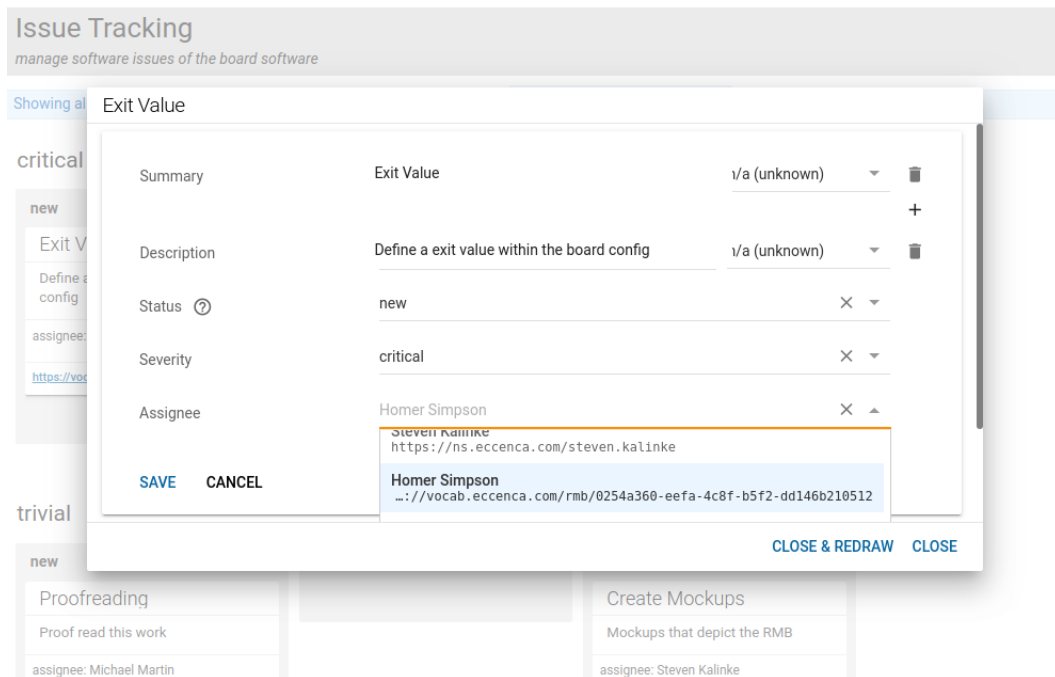 Issue Tracking
manage software issues of the board software
Showing al
Exit Value
critical
new
Exit V
Define a
config
assignee:
https://voc
Summary
Exit Value
n/a (unknown)
+
Description
Define a exit value within the board config
n/a (unknown)
Status ?
new
Severity
critical
Assignee
Homer Simpson
Steven Kalinke
https://ns.eccenca.com/steven.kalinke
Homer Simpson
…://vocab.eccenca.com/rmb/0254a360-eefa-4c8f-b5f2-dd146b210512
SAVE CANCEL
CLOSE & REDRAW CLOSE
trivial
new
Proofreading
Proof read this work
assignee: Michael Martin
Create Mockups
Mockups that depict the RMB
assignee: Steven Kalinke